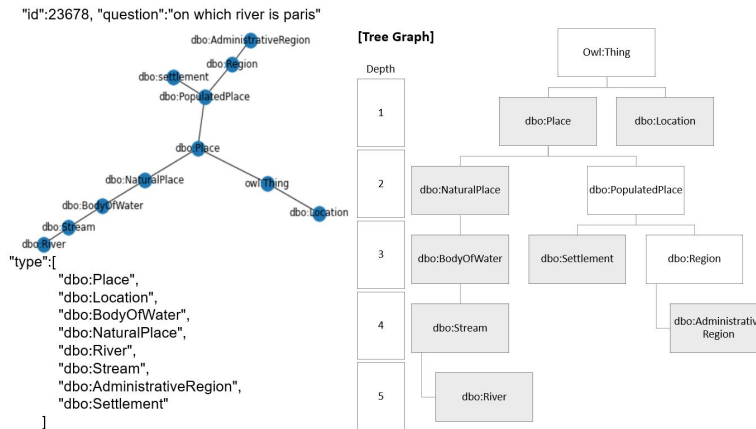 "id":23678, "question":"on which river is paris"
dbo:AdministrativeRegion
dbo:Region
dbo:settlement
dbo:PopulatedPlace
dbo:Place
dbo:NaturalPlace
owl:Thing
dbo:BodyOfWater
dbo:Location
dbo:Stream
dbo:River
"type":[
"dbo:Place",
"dbo:Location",
"dbo:BodyOfWater",
"dbo:NaturalPlace",
"dbo:River",
"dbo:Stream",
"dbo:AdministrativeRegion",
"dbo:Settlement"
]
[Tree Graph]
Owl:Thing
Depth
1
dbo:Place
dbo:Location
2
dbo:NaturalPlace
dbo:PopulatedPlace
3
dbo:BodyOfWater
dbo:Settlement
dbo:Region
4
dbo:Stream
dbo:Administrative
Region
5
dbo:River